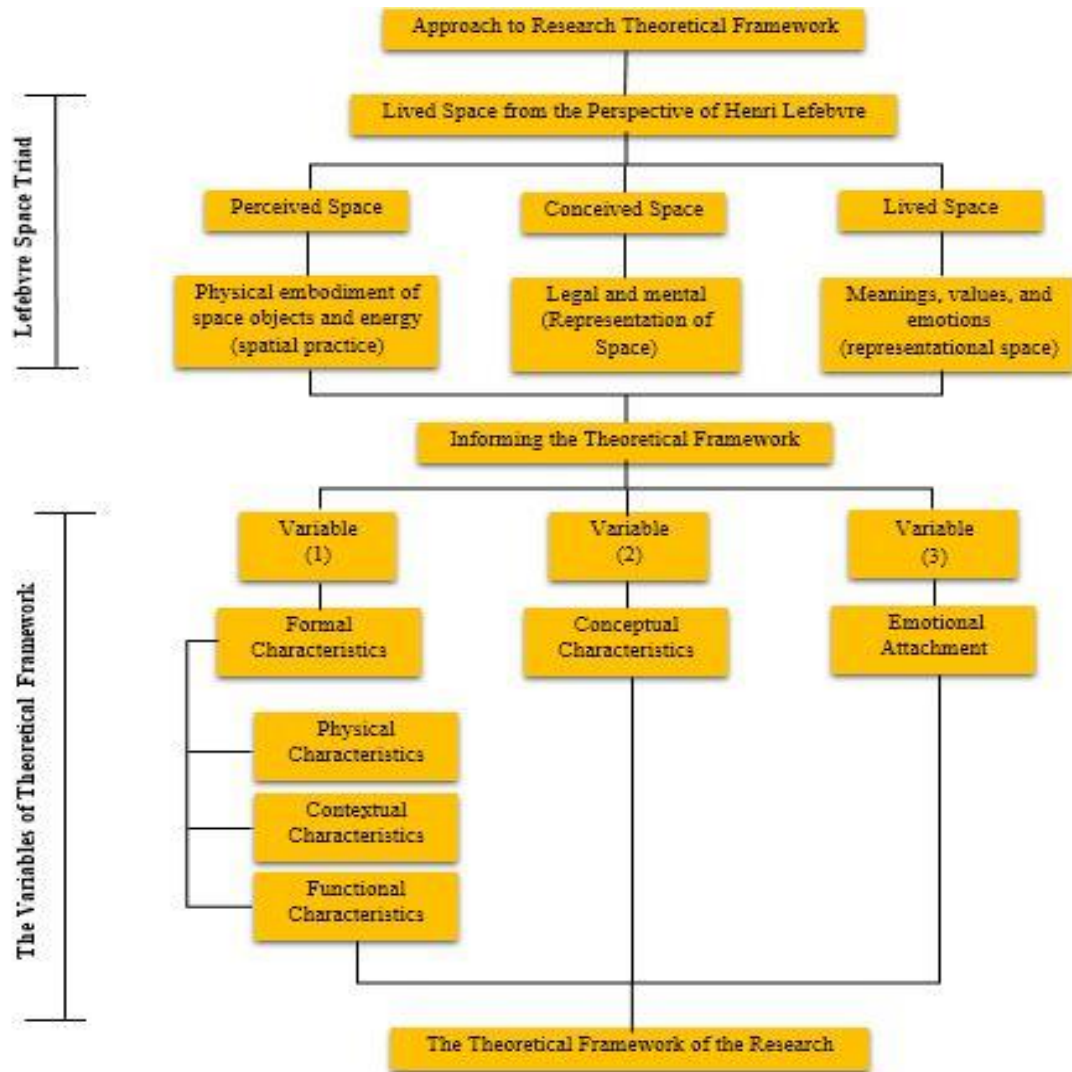 Approach to Research Theoretical Framework
Lived Space from the Perspective of Henri Lefebvre
Lefebvre Space Triad
Perceived Space
Conceived Space
Lived Space
Physical embodiment of
space objects and energy
(spatial practice)
Legal and mental
(Representation of
Space)
Meanings, values, and
emotions
(representational space)
Informing the Theoretical Framework
The Variables of Theoretical Framework
Variable
(1)
Variable
(2)
Variable
(3)
Formal
Characteristics
Conceptual
Characteristics
Emotional
Attachment
Physical
Characteristics
Contextual
Characteristics
Functional
Characteristics
The Theoretical Framework of the Research